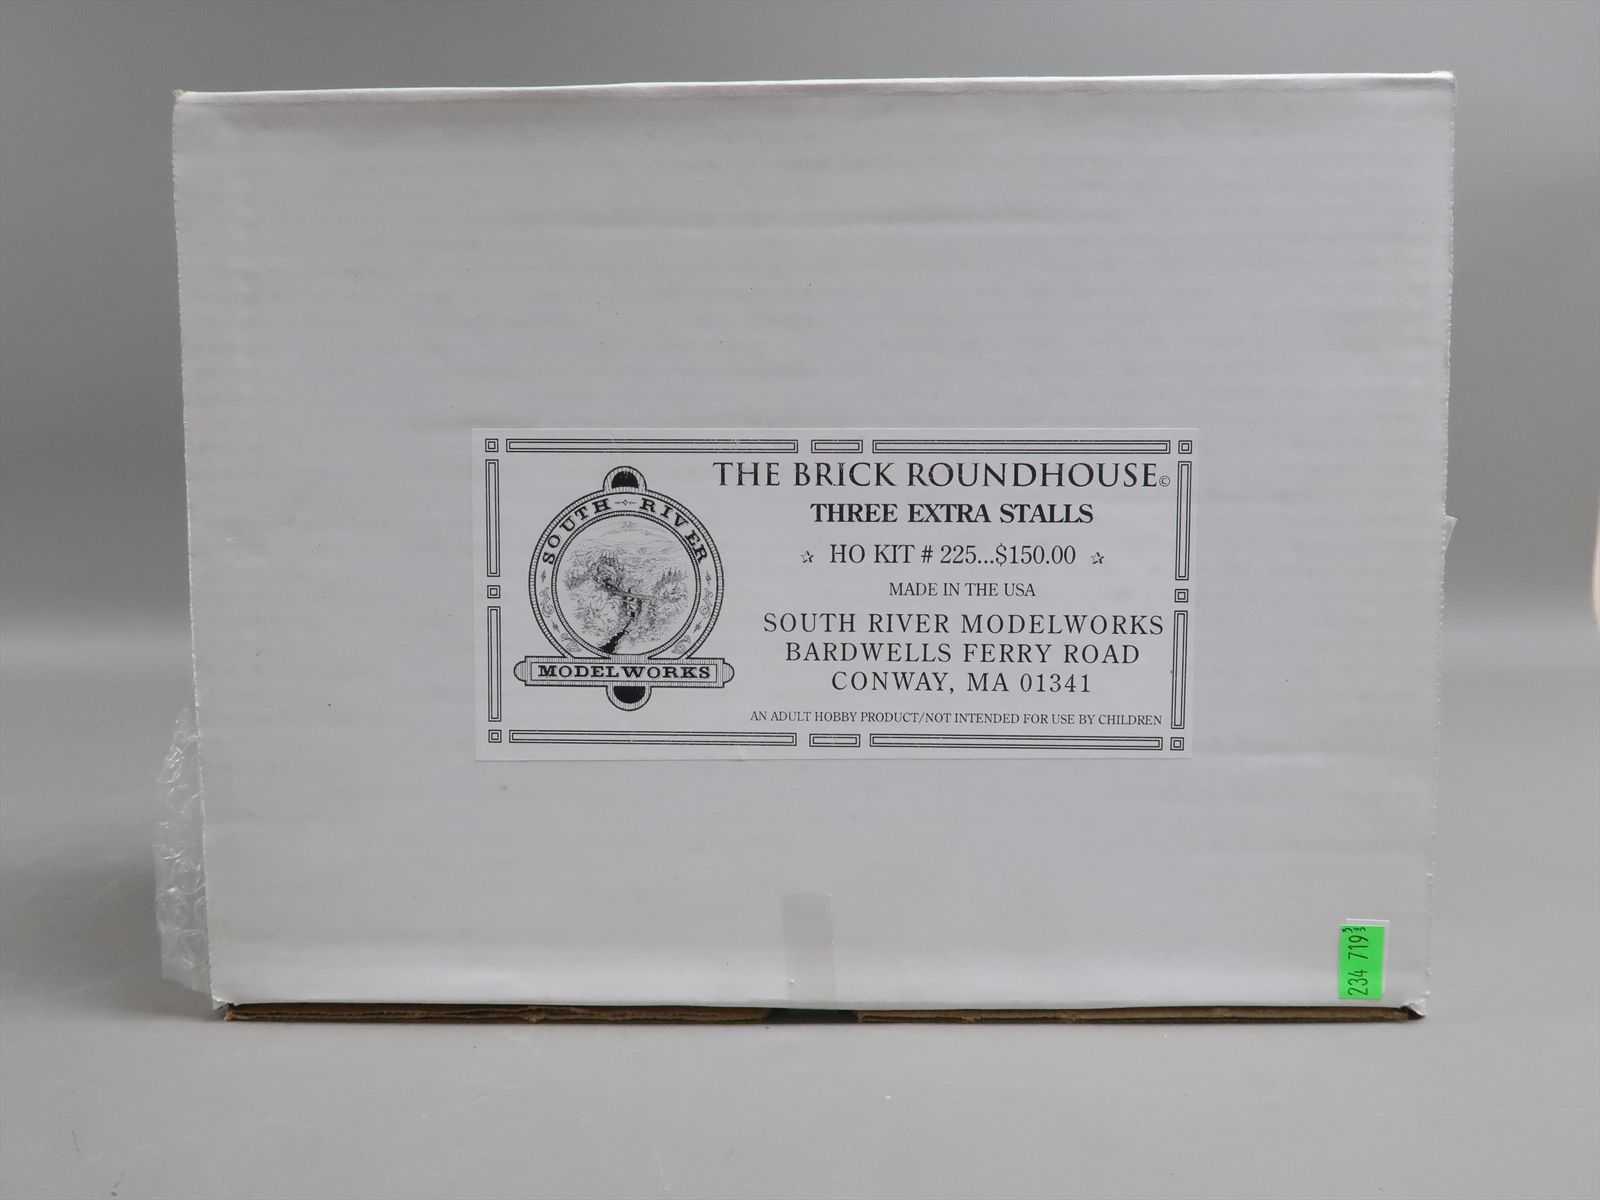 THE BRICK ROUNDHOUSE©
THREE EXTRA STALLS
☆ HO KIT # 225...$150.00 ☆
MADE IN THE USA
SOUTH RIVER MODELWORKS
BARDWELLS FERRY ROAD
CONWAY, MA 01341
AN ADULT HOBBY PRODUCT/NOT INTENDED FOR USE BY CHILDREN
SOUTH RIVER
MODELWORKS
234 719